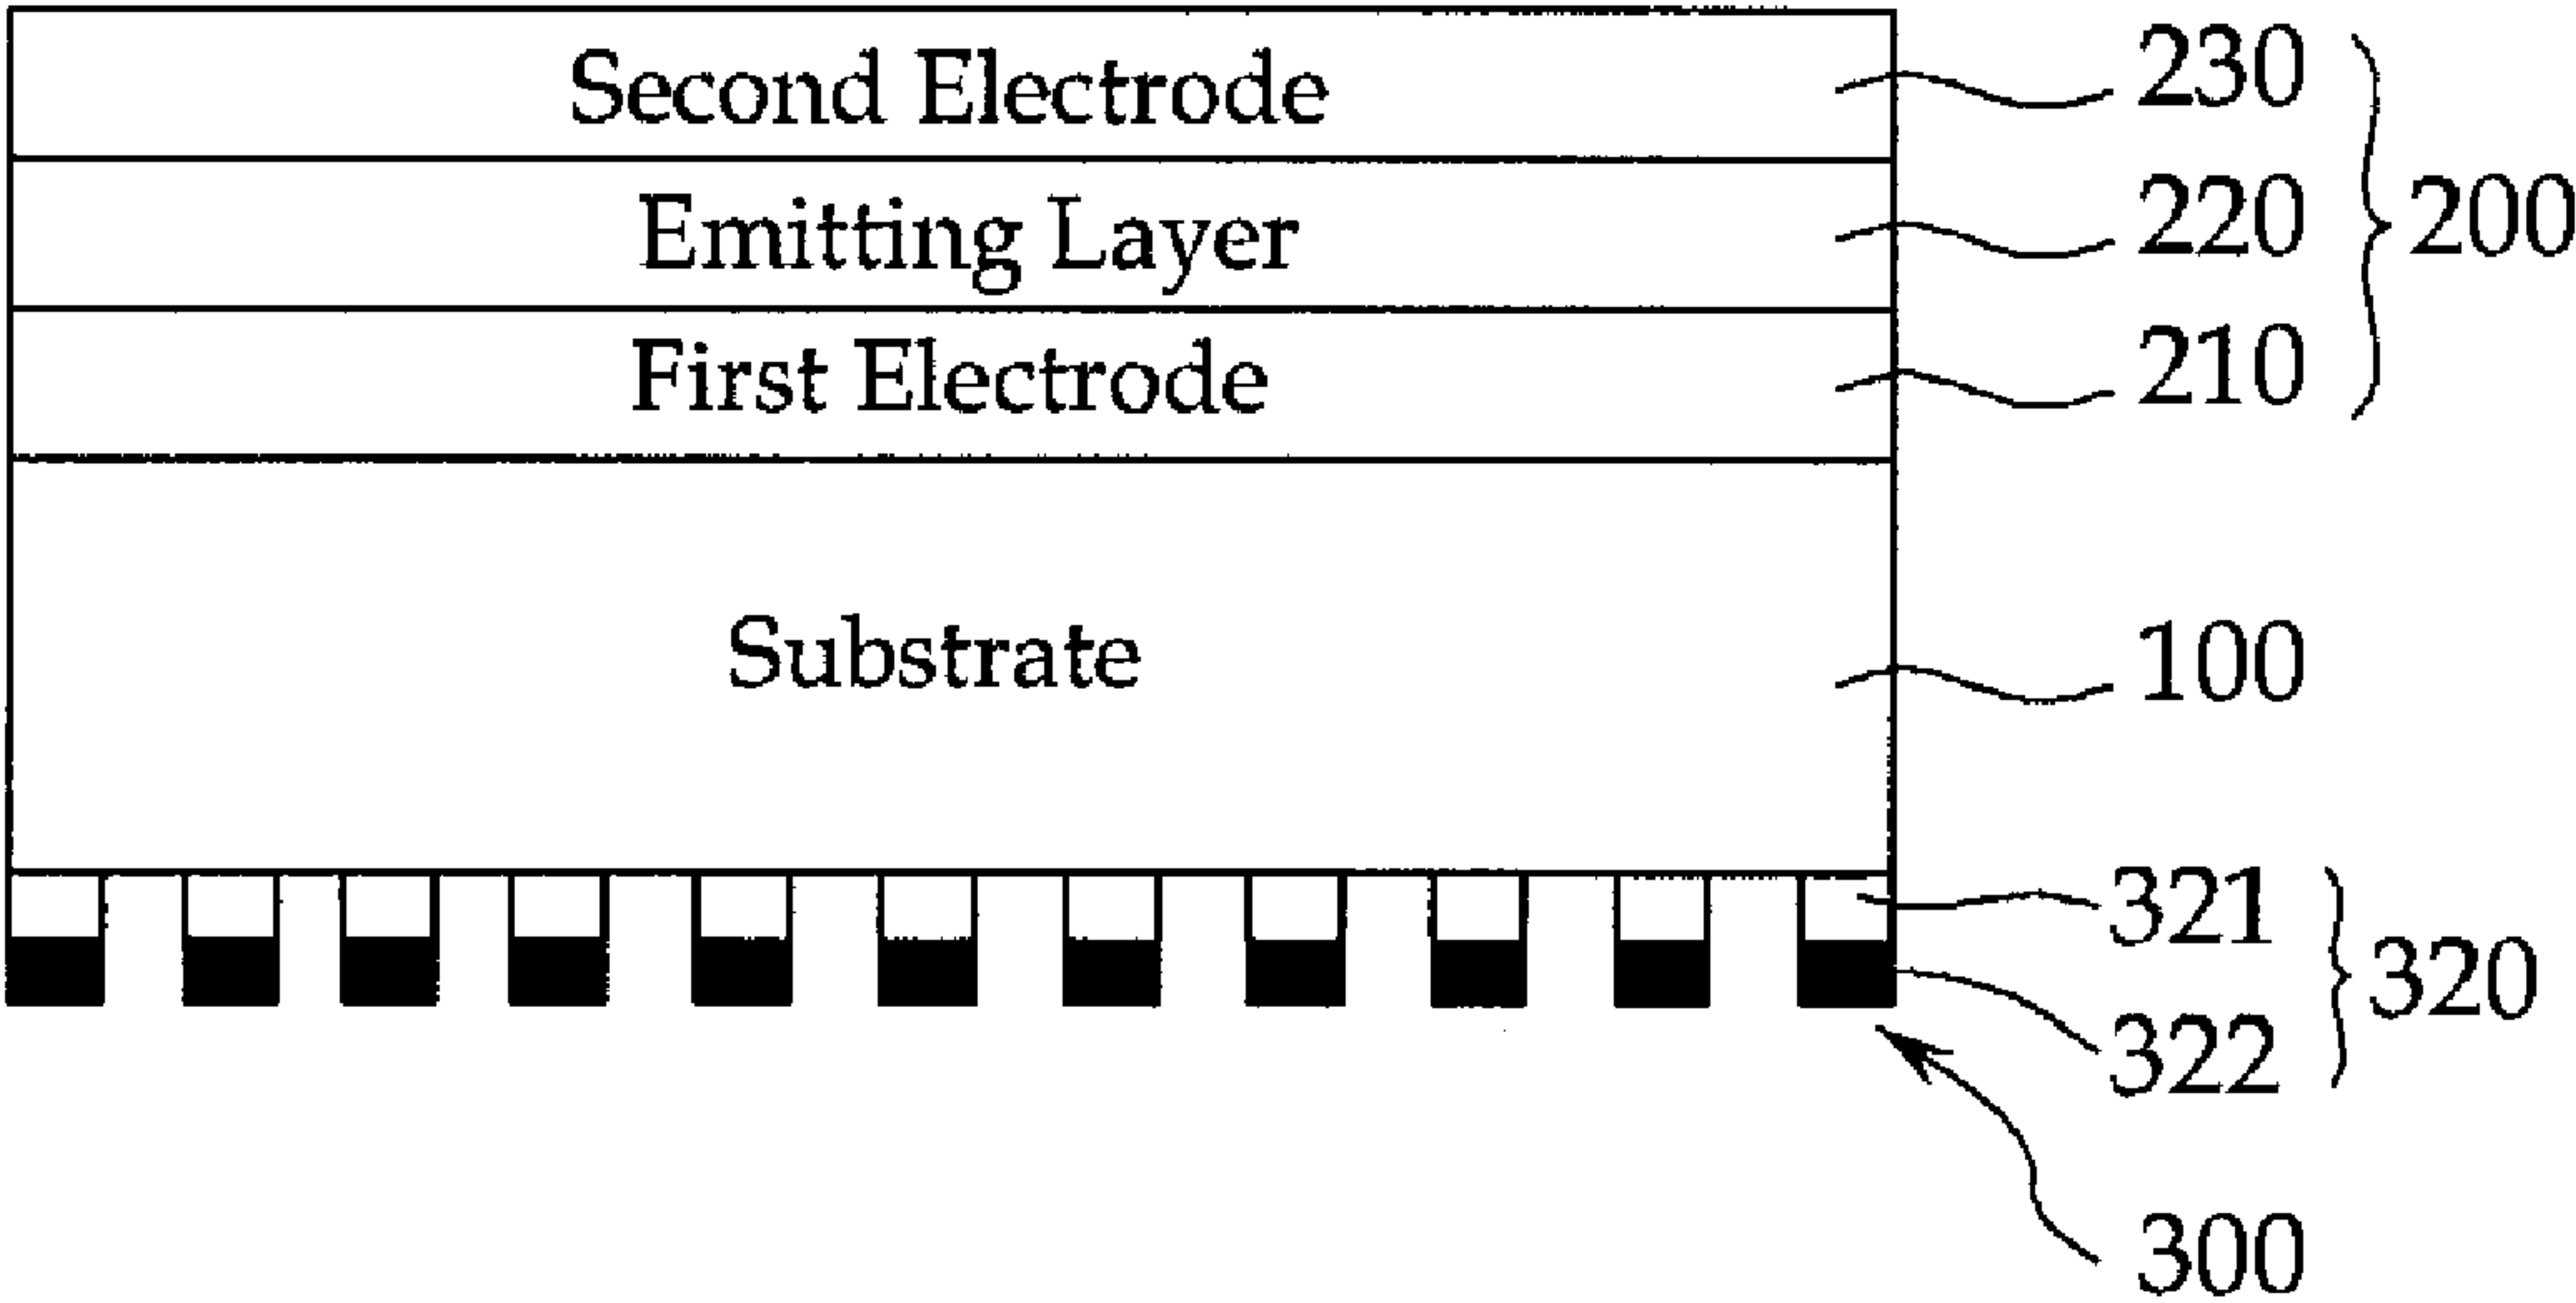 Second Electrode 230
Emitting Layer 220 200
First Electrode 210
Substrate 100
321
320
322
300